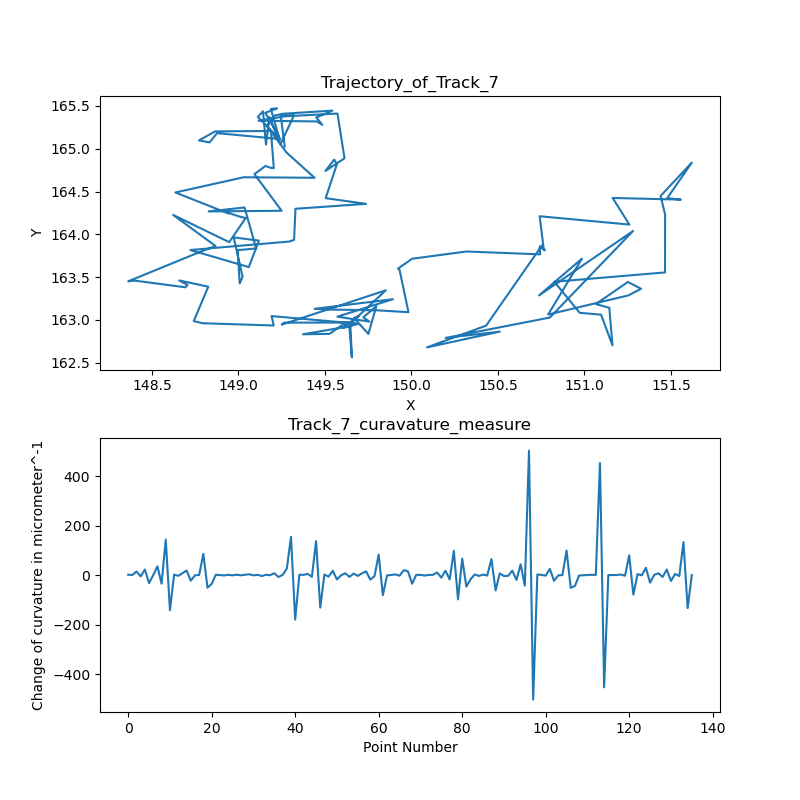 Trajectory_of_Track_7
165.5
165.0
164.5
164.0
163.5
163.0
162.5
Y
148.5 149.0 149.5 150.0 150.5 151.0 151.5
X
Track_7_curavature_measure
400
200
0
−200
−400
Change of curvature in micrometer^-1
0 20 40 60 80 100 120 140
Point Number